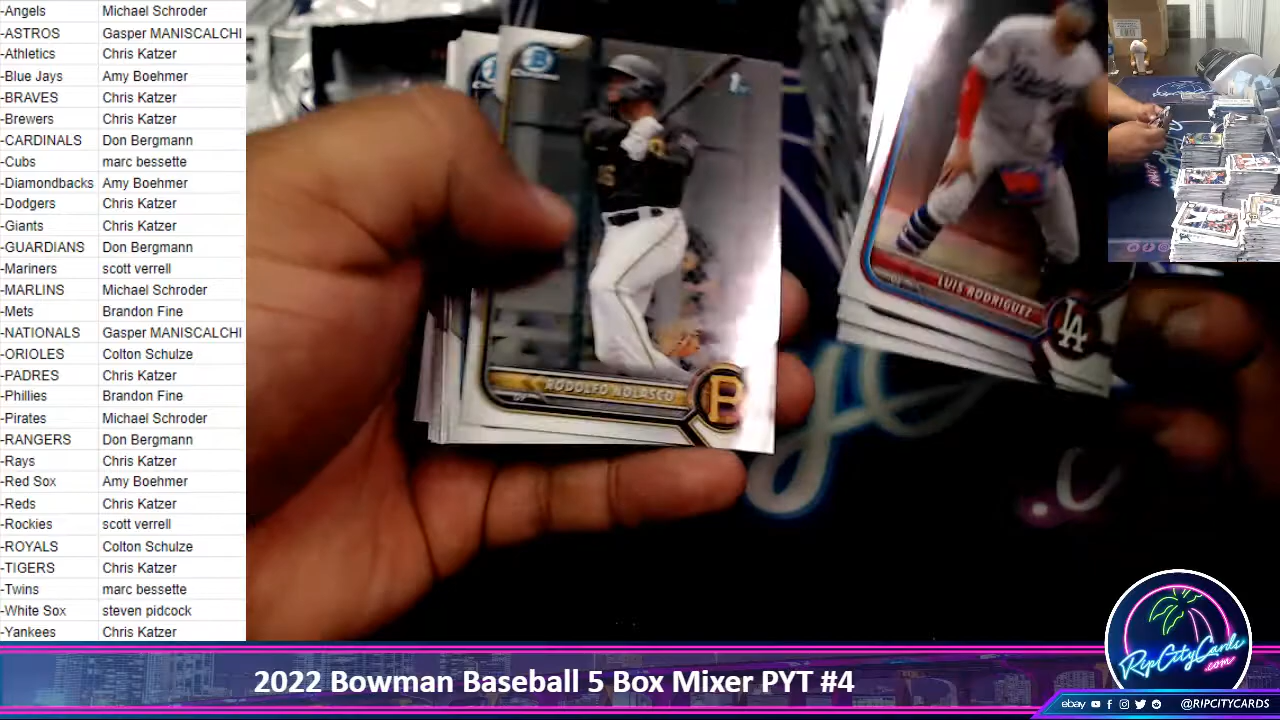 -Angels Michael Schroder
-ASTROS Gasper MANISCALCHI
-Athletics Chris Katzer
-Blue Jays Amy Boehmer
-BRAVES Chris Katzer
-Brewers Chris Katzer
-CARDINALS Don Bergmann
-Cubs marc bessette
-Diamondbacks Amy Boehmer
-Dodgers Chris Katzer
-Giants Chris Katzer
-GUARDIANS Don Bergmann
-Mariners scott verrell
-MARLINS Michael Schroder
-Mets Brandon Fine
-NATIONALS Gasper MANISCALCHI
-ORIOLES Colton Schulze
-PADRES Chris Katzer
-Phillies Brandon Fine
-Pirates Michael Schroder
-RANGERS Don Bergmann
-Rays Chris Katzer
-Red Sox Amy Boehmer
-Reds Chris Katzer
-Rockies scott verrell
-ROYALS Colton Schulze
-TIGERS Chris Katzer
-Twins marc bessette
-White Sox steven pidcock
-Yankees Chris Katzer
B
1st
RODOLFO NOLASCO
OF
B
LUIS RODRIGUEZ
LA
2022 Bowman Baseball 5 Box Mixer PYT #4
RipCityCards
.com
ebay @RIPCITYCARDS